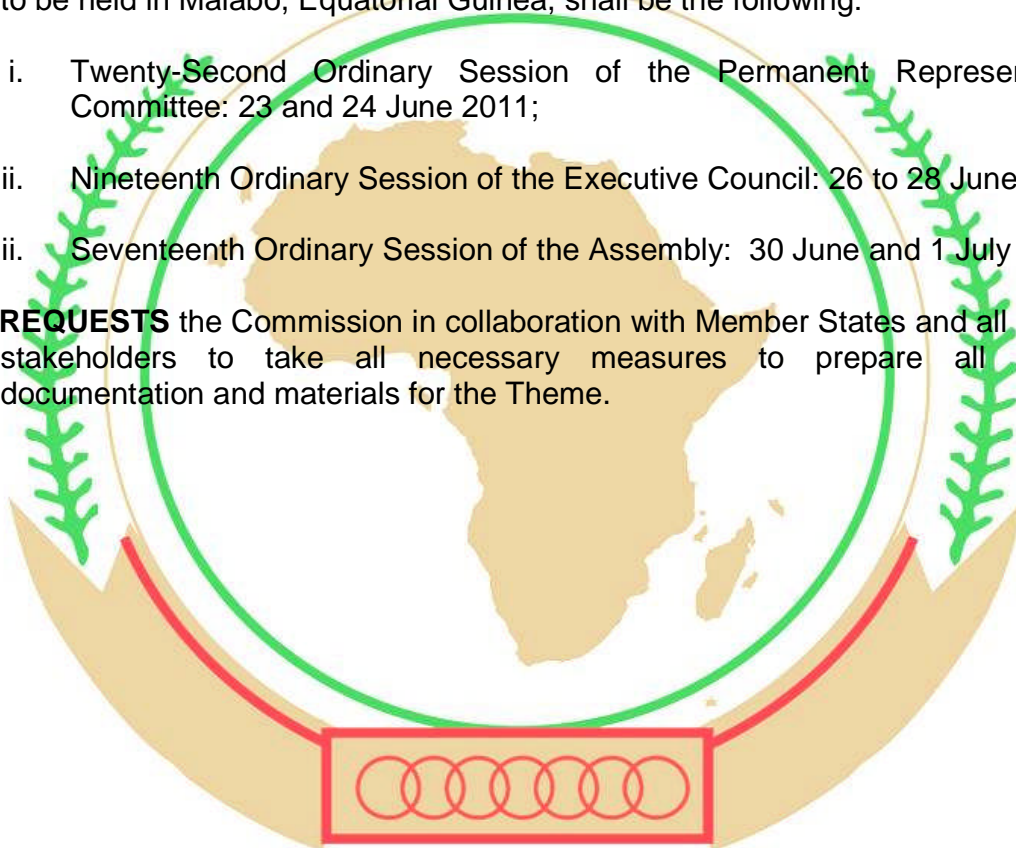 to be held in Malabo, Equatorial Guinea, shall be the following:
i. Twenty-Second Ordinary Session of the Permanent
Committee: 23 and 24 June 2011;
ii. Nineteenth Ordinary Session of the Executive Council: 26 to 28 June
ii. Seventeenth Ordinary Session of the Assembly: 30 June and 1 July
REQUESTS the Commission in collaboration with Member States and all
stakeholders to take all necessary measures to prepare all
documentation and materials for the Theme.